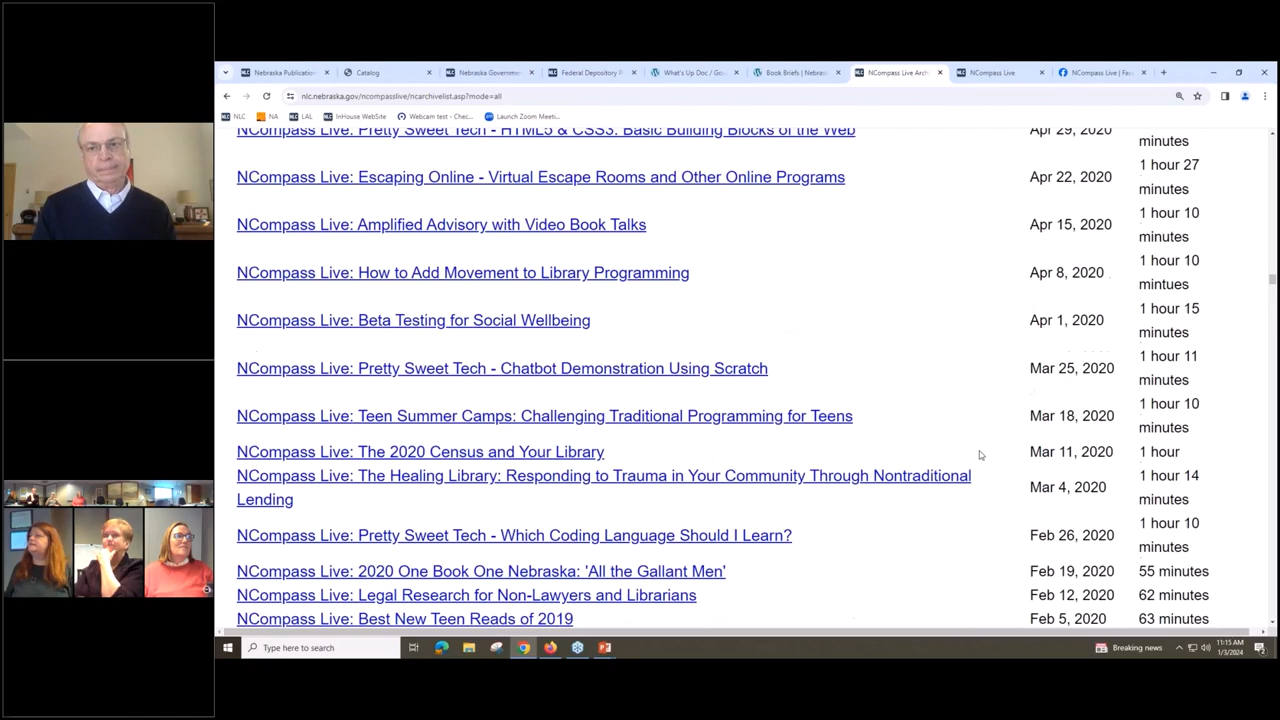 Nebraska Publication
Catalog
Nebraska Governme
Federal Depository P
What's Up Doc / Gov
Book Briefs | Nebras
NCompass Live Arch
NCompass Live
NCompass Live | Fac
nlc.nebraska.gov/ncompasslive/ncarchivelist.asp?mode=all
NLC
NA
LAL
InHouse WebSite
Webcam test - Chec...
Launch Zoom Meeti...
NCompass Live: Pretty Sweet Tech - HTML5 & CSS3: Basic Building Blocks of the Web Apr 29, 2020
minutes
NCompass Live: Escaping Online - Virtual Escape Rooms and Other Online Programs Apr 22, 2020 1 hour 27
minutes
NCompass Live: Amplified Advisory with Video Book Talks Apr 15, 2020 1 hour 10
minutes
NCompass Live: How to Add Movement to Library Programming Apr 8, 2020 1 hour 10
mintues
NCompass Live: Beta Testing for Social Wellbeing Apr 1, 2020 1 hour 15
minutes
NCompass Live: Pretty Sweet Tech - Chatbot Demonstration Using Scratch Mar 25, 2020 1 hour 11
minutes
NCompass Live: Teen Summer Camps: Challenging Traditional Programming for Teens Mar 18, 2020 1 hour 10
minutes
NCompass Live: The 2020 Census and Your Library Mar 11, 2020 1 hour
NCompass Live: The Healing Library: Responding to Trauma in Your Community Through Nontraditional
Lending Mar 4, 2020 1 hour 14
minutes
NCompass Live: Pretty Sweet Tech - Which Coding Language Should I Learn? Feb 26, 2020 1 hour 10
minutes
NCompass Live: 2020 One Book One Nebraska: 'All the Gallant Men' Feb 19, 2020 55 minutes
NCompass Live: Legal Research for Non-Lawyers and Librarians Feb 12, 2020 62 minutes
NCompass Live: Best New Teen Reads of 2019 Feb 5, 2020 63 minutes
Type here to search
Breaking news
11:15 AM
1/3/2024